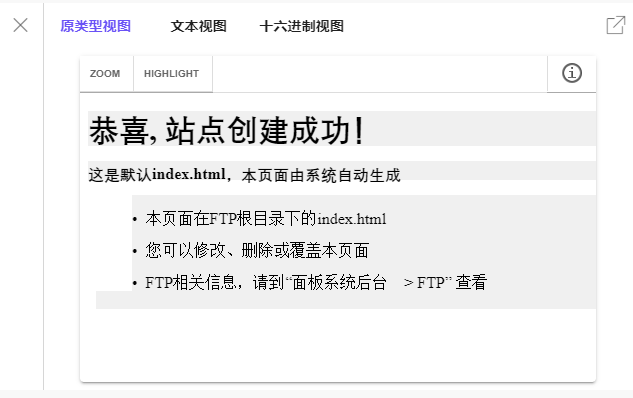 原类型视图 文本视图 十六进制视图
ZOOM HIGHLIGHT
恭喜, 站点创建成功！
这是默认index.html，本页面由系统自动生成
• 本页面在FTP根目录下的index.html
• 您可以修改、删除或覆盖本页面
• FTP相关信息，请到“面板系统后台 > FTP” 查看